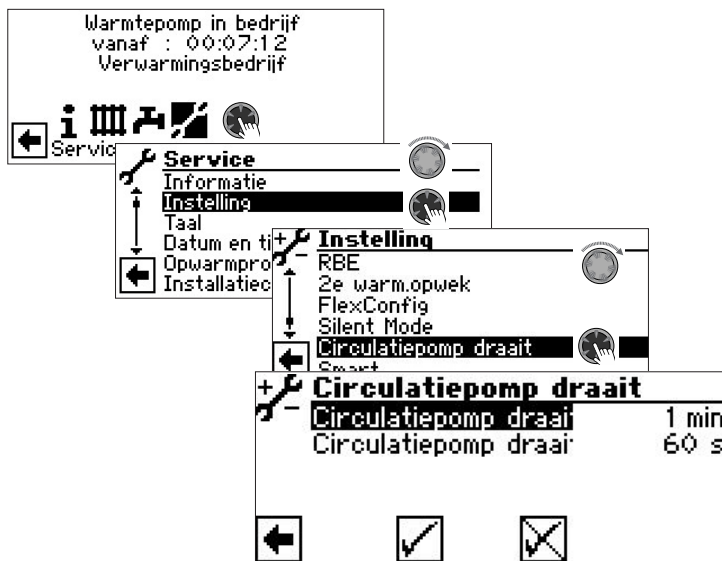 Warmtepomp in bedrijf
vanaf : 00:07:12
Verwarmingsbedrijf
Servic
Service
Informatie
Instelling
Taal
Datum en ti
Opwarmpro
Installatiec
Instelling
RBE
2e warm.opwek
FlexConfig
Silent Mode
Circulatiepomp draait
Smart
Circulatiepomp draait
Circulatiepomp draai 1 min
Circulatiepomp draai 60 s